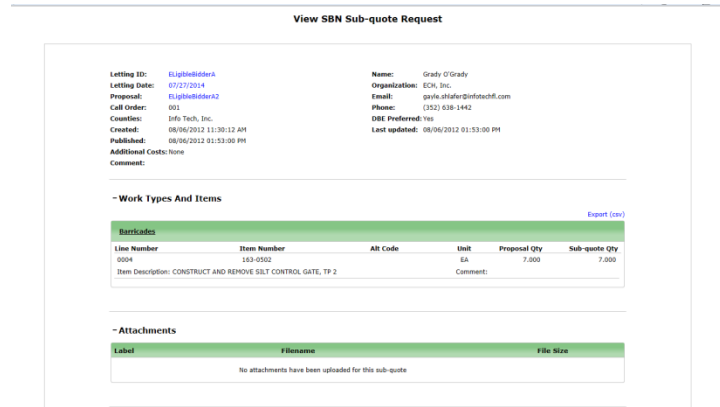 View SBN Sub-quote Request
Letting ID: ELigibleBidderA Name: Grady O'Grady
Letting Date: 07/27/2014 Organization: ECH, Inc.
Proposal: ELigibleBidderA2 Email: gayle.shlafer@infotechfl.com
Call Order: 001 Phone: (352) 638-1442
Counties: Info Tech, Inc. DBE Preferred: Yes
Created: 08/06/2012 11:30:12 AM Last updated: 08/06/2012 01:53:00 PM
Published: 08/06/2012 01:53:00 PM
Additional Costs: None
Comment:
-Work Types And Items
Export (csv)
Barricades
Line Number Item Number Alt Code Unit Proposal Qty Sub-quote Qty
0004 163-0502 EA 7.000 7.000
Item Description: CONSTRUCT AND REMOVE SILT CONTROL GATE, TP 2 Comment:
-Attachments
Label Filename File Size
No attachments have been uploaded for this sub-quote